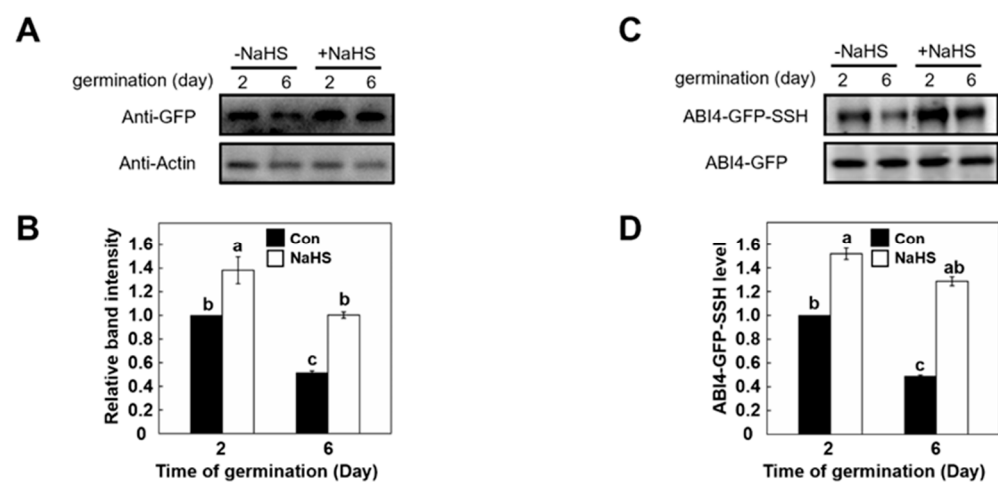 A
-NaHS +NaHS
germination (day) 2 6 2 6
Anti-GFP
Anti-Actin
B
Relative band intensity
1.6
1.4
1.2
1.0
0.8
0.6
0.4
0.2
0
Con
NaHS
b a c b
2 6
Time of germination (Day)
C
-NaHS +NaHS
germination (day) 2 6 2 6
ABI4-GFP-SSH
ABI4-GFP
D
ABI4-GFP-SSH level
1.6
1.4
1.2
1.0
0.8
0.6
0.4
0.2
0
Con
NaHS
b a c ab
2 6
Time of germination (Day)